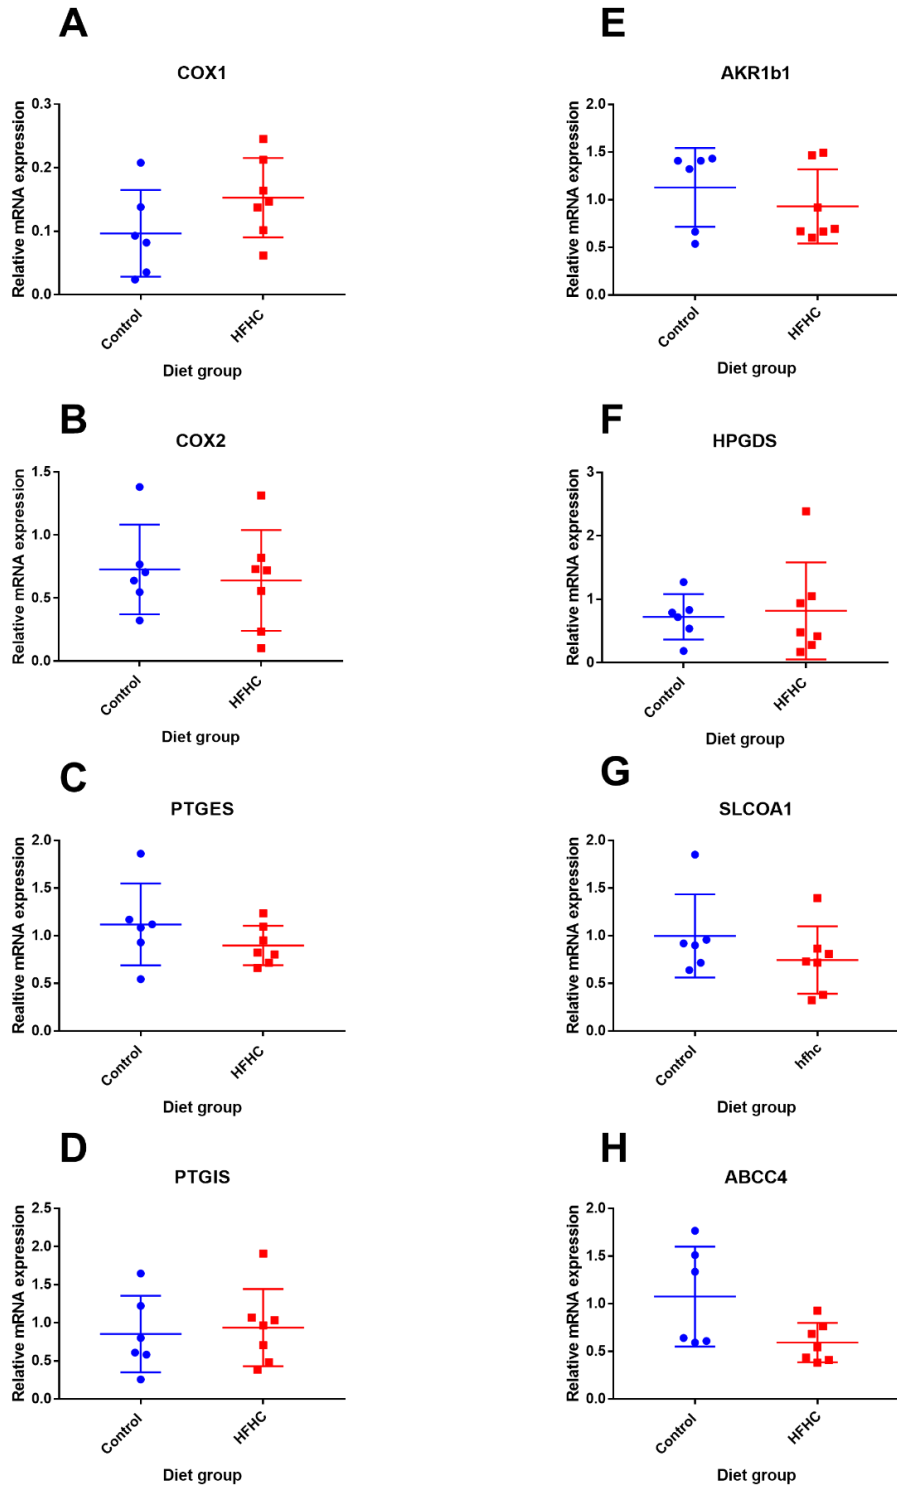 A
COX1
Relative mRNA expression
0.3
0.2
0.1
0.0
Control
HFHC
Diet group
E
AKR1b1
Relative mRNA expression
2.0
1.5
1.0
0.5
0.0
Control
HFHC
Diet group
B
COX2
Relative mRNA expression
1.5
1.0
0.5
0.0
Control
HFHC
Diet group
F
HPGDS
Relative mRNA expression
3
2
1
0
Control
HFHC
Diet group
C
PTGES
Realtive mRNA expression
2.0
1.5
1.0
0.5
0.0
Control
HFHC
Diet group
G
SLCOA1
Relative mRNA expression
2.0
1.5
1.0
0.5
0.0
Control
hfhc
Diet group
D
PTGIS
Relative mRNA expression
2.5
2.0
1.5
1.0
0.5
0.0
Control
HFHC
Diet group
H
ABCC4
Relative mRNA expression
2.0
1.5
1.0
0.5
0.0
Control
HFHC
Diet group